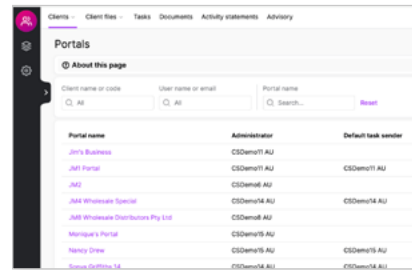 Clients Client files Tasks Documents Activity statements Advisory
Portals
About this page
Client name or code User name or email Portal name
All All Search... Reset
Portal name Administrator Default task sender
Jim's Business CSDemo11 AU
JM1 Portal CSDemo11 AU CSDemo11 AU
JM2 CSDemo6 AU
JM4 Wholesale Special CSDemo14 AU CSDemo14 AU
JM8 Wholesale Distributors Pty Ltd CSDemo8 AU
Monique's Portal CSDemo15 AU
Nancy Drew CSDemo15 AU CSDemo15 AU